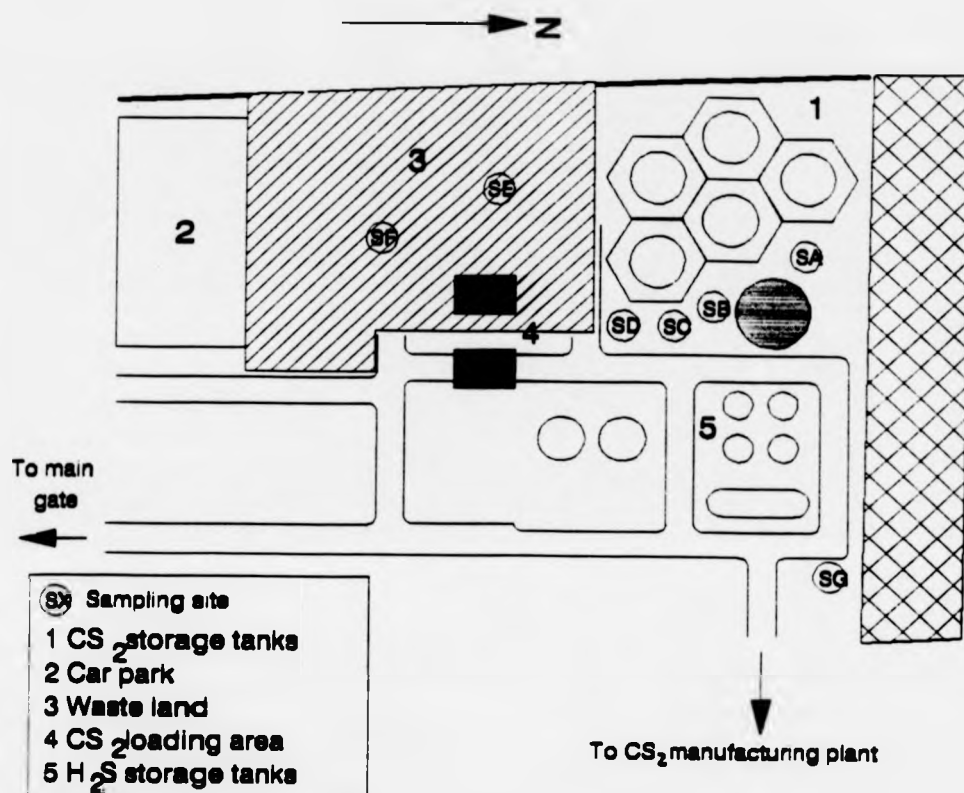 N
1
3
SE
2
SF
SA
SB
SD
SC
4
5
To main
gate
SG
SX Sampling site
1 CS2 storage tanks
2 Car park
3 Waste land
4 CS2 loading area
5 H2S storage tanks
To CS2 manufacturing plant